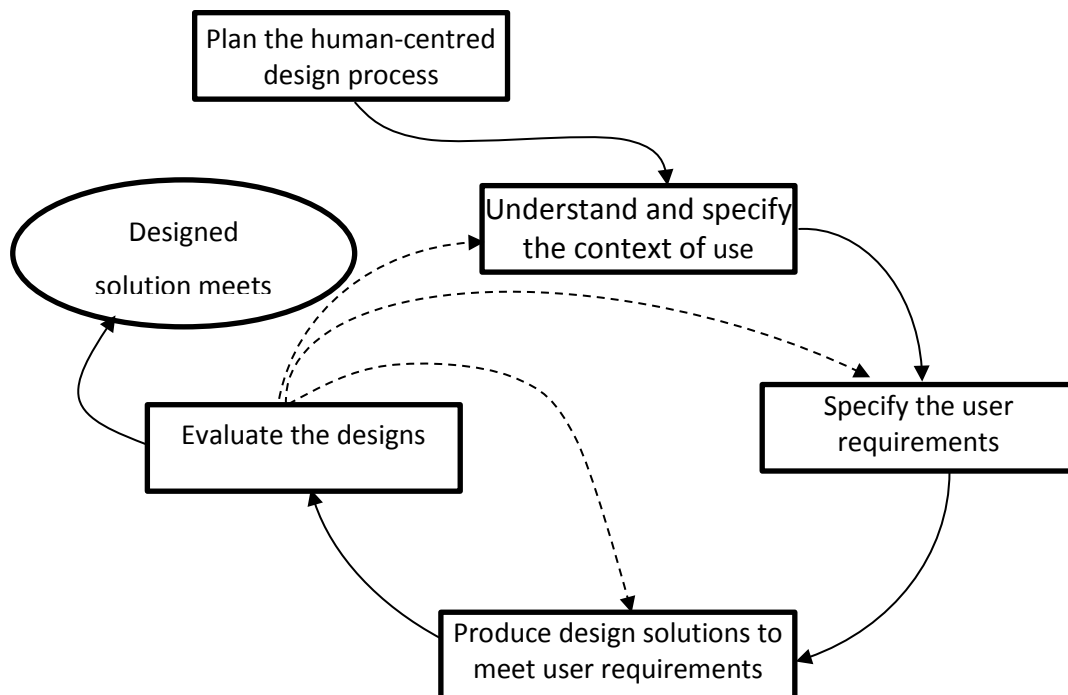 Plan the human-centred
design process
Understand and specify
the context of use
Designed
solution meets
Specify the user
requirements
Evaluate the designs
Produce design solutions to
meet user requirements